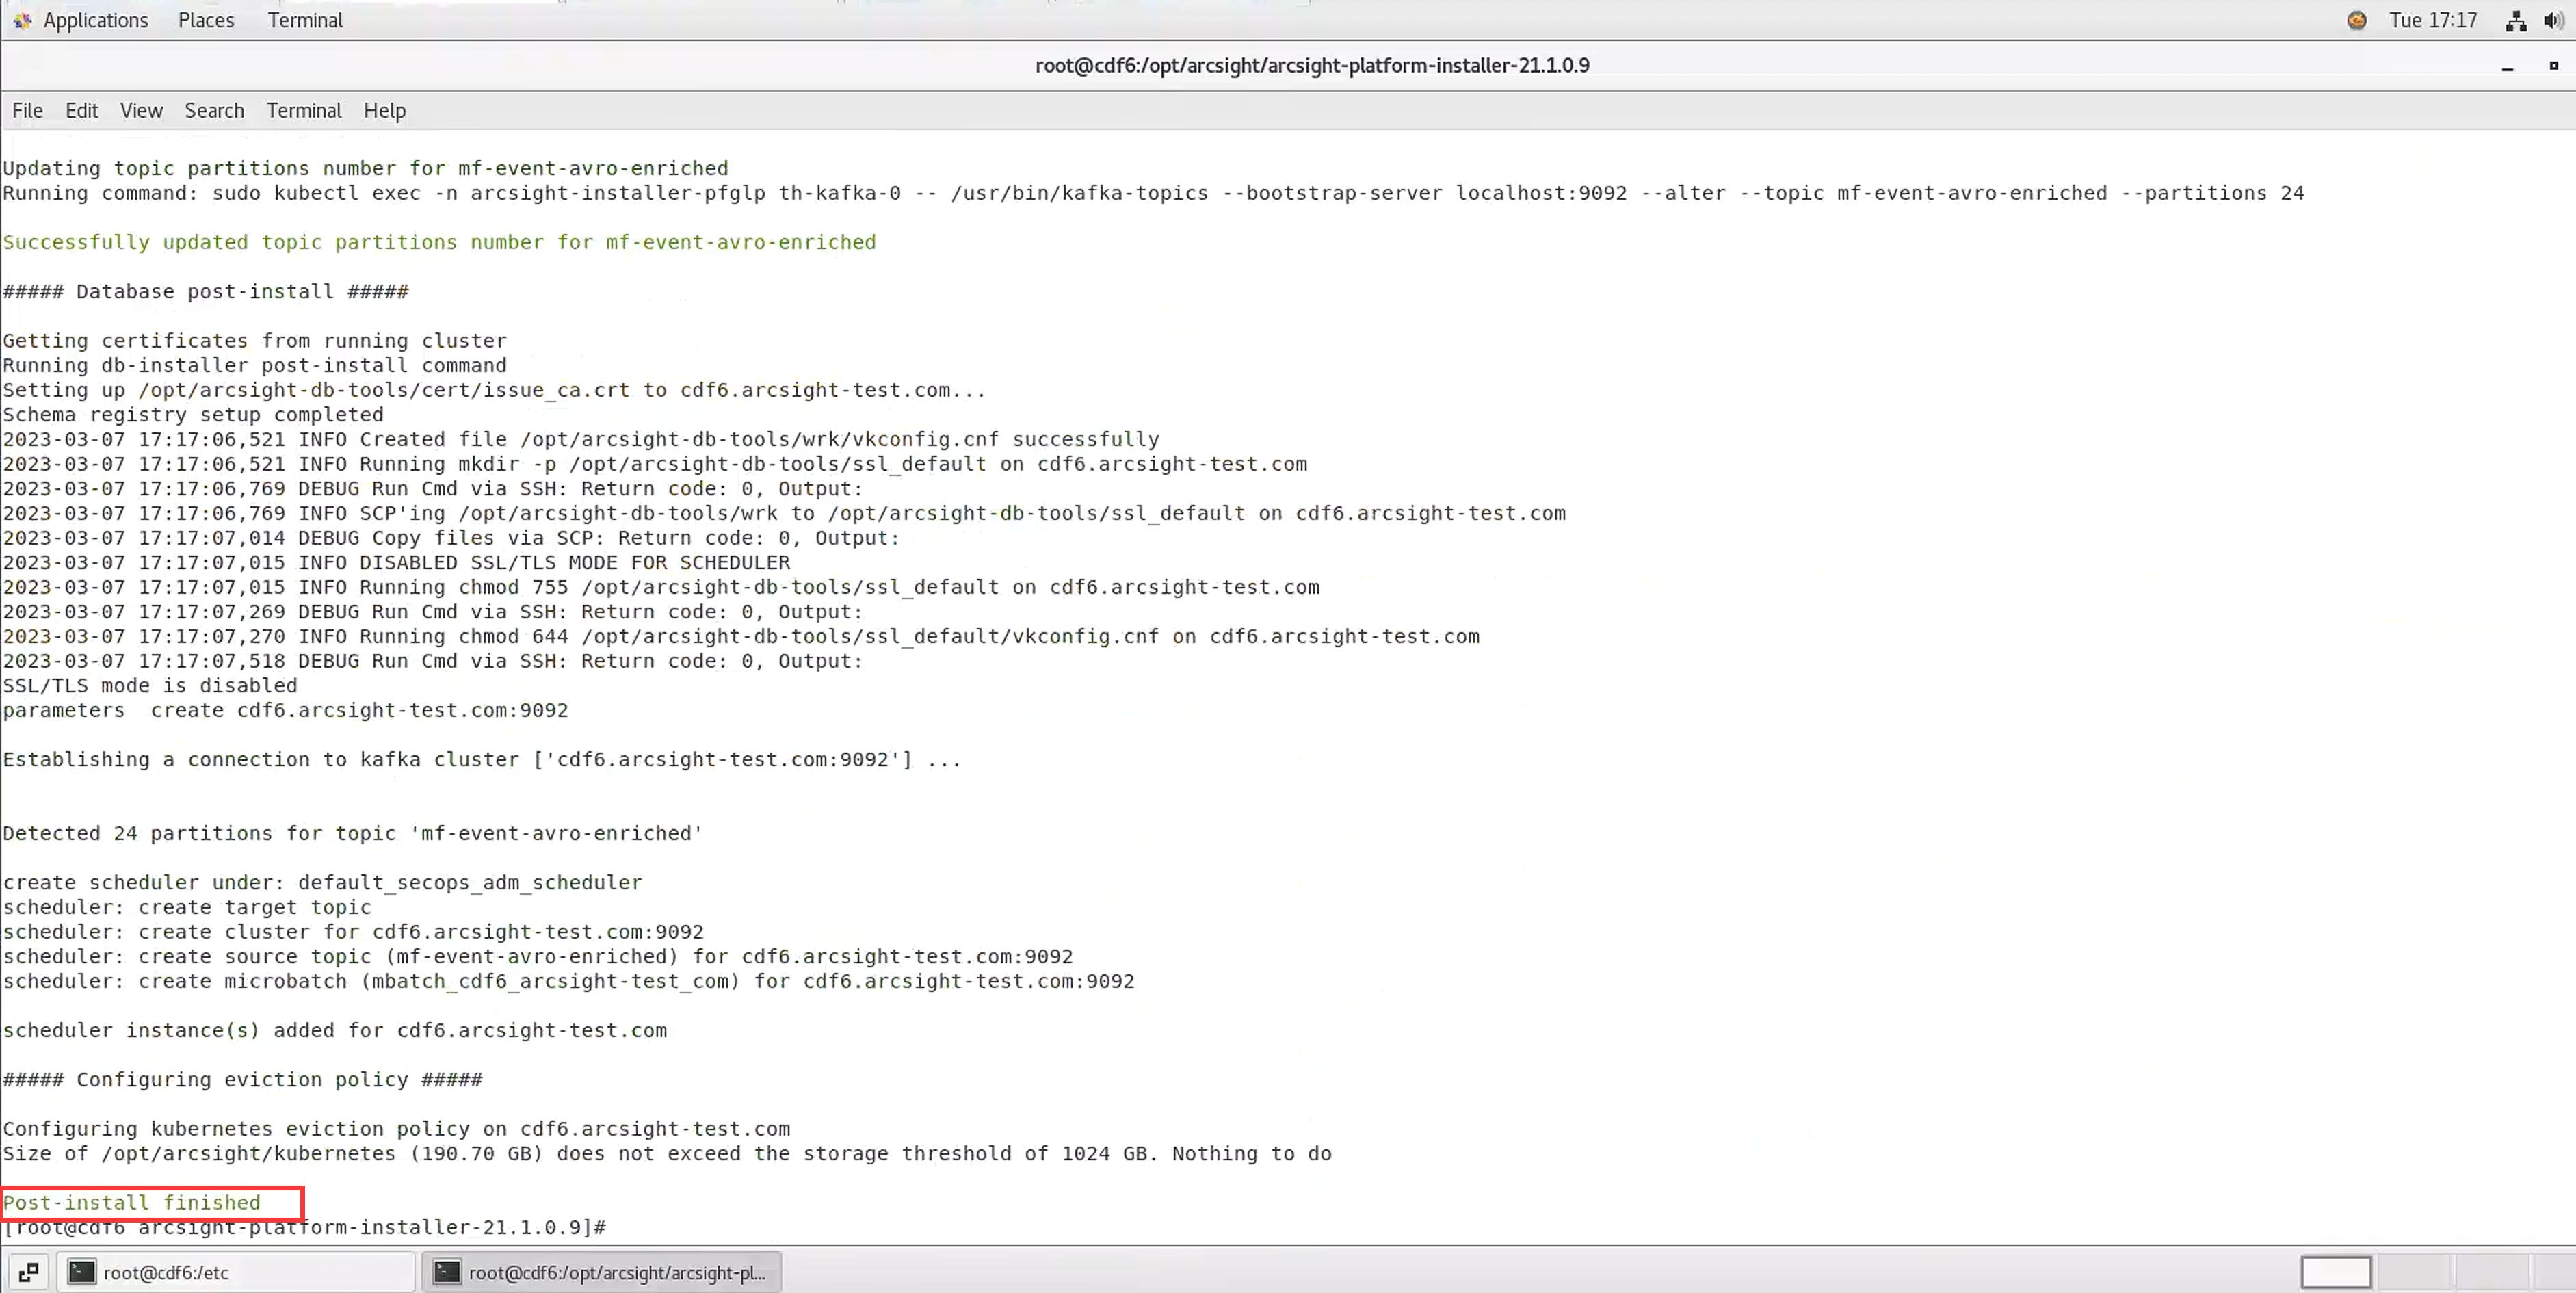 Applications Places Terminal Tue 17:17
root@cdf6:/opt/arcsight/arcsight-platform-installer-21.1.0.9
File Edit View Search Terminal Help
Updating topic partitions number for mf-event-avro-enriched
Running command: sudo kubectl exec -n arcsight-installer-pfglp th-kafka-0 -- /usr/bin/kafka-topics --bootstrap-server localhost:9092 --alter --topic mf-event-avro-enriched --partitions 24
Successfully updated topic partitions number for mf-event-avro-enriched
##### Database post-install #####
Getting certificates from running cluster
Running db-installer post-install command
Setting up /opt/arcsight-db-tools/cert/issue_ca.crt to cdf6.arcsight-test.com...
Schema registry setup completed
2023-03-07 17:17:06,521 INFO Created file /opt/arcsight-db-tools/wrk/vkconfig.cnf successfully
2023-03-07 17:17:06,521 INFO Running mkdir -p /opt/arcsight-db-tools/ssl_default on cdf6.arcsight-test.com
2023-03-07 17:17:06,769 DEBUG Run Cmd via SSH: Return code: 0, Output:
2023-03-07 17:17:06,769 INFO SCP'ing /opt/arcsight-db-tools/wrk to /opt/arcsight-db-tools/ssl_default on cdf6.arcsight-test.com
2023-03-07 17:17:07,014 DEBUG Copy files via SCP: Return code: 0, Output:
2023-03-07 17:17:07,015 INFO DISABLED SSL/TLS MODE FOR SCHEDULER
2023-03-07 17:17:07,015 INFO Running chmod 755 /opt/arcsight-db-tools/ssl_default on cdf6.arcsight-test.com
2023-03-07 17:17:07,269 DEBUG Run Cmd via SSH: Return code: 0, Output:
2023-03-07 17:17:07,270 INFO Running chmod 644 /opt/arcsight-db-tools/ssl_default/vkconfig.cnf on cdf6.arcsight-test.com
2023-03-07 17:17:07,518 DEBUG Run Cmd via SSH: Return code: 0, Output:
SSL/TLS mode is disabled
parameters  create cdf6.arcsight-test.com:9092
Establishing a connection to kafka cluster ['cdf6.arcsight-test.com:9092'] ...
Detected 24 partitions for topic 'mf-event-avro-enriched'
create scheduler under: default_secops_adm_scheduler
scheduler: create target topic
scheduler: create cluster for cdf6.arcsight-test.com:9092
scheduler: create source topic (mf-event-avro-enriched) for cdf6.arcsight-test.com:9092
scheduler: create microbatch (mbatch_cdf6_arcsight-test_com) for cdf6.arcsight-test.com:9092
scheduler instance(s) added for cdf6.arcsight-test.com
##### Configuring eviction policy #####
Configuring kubernetes eviction policy on cdf6.arcsight-test.com
Size of /opt/arcsight/kubernetes (190.70 GB) does not exceed the storage threshold of 1024 GB. Nothing to do
Post-install finished
[root@cdf6 arcsight-platform-installer-21.1.0.9]#
root@cdf6:/etc root@cdf6:/opt/arcsight/arcsight-pl...